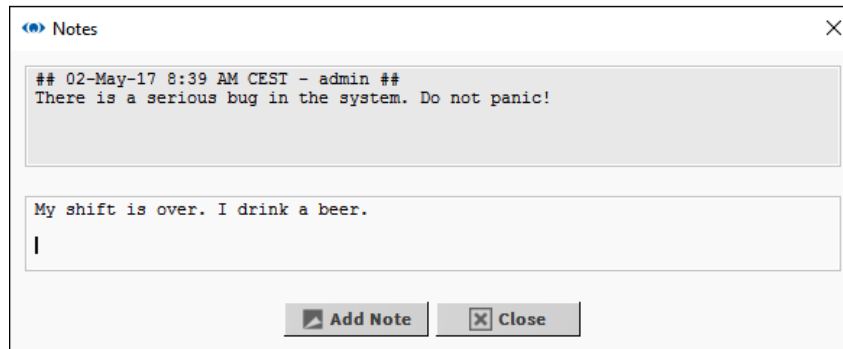 Notes
## 02-May-17 8:39 AM CEST - admin ##
There is a serious bug in the system. Do not panic!
My shift is over. I drink a beer.
Add Note Close